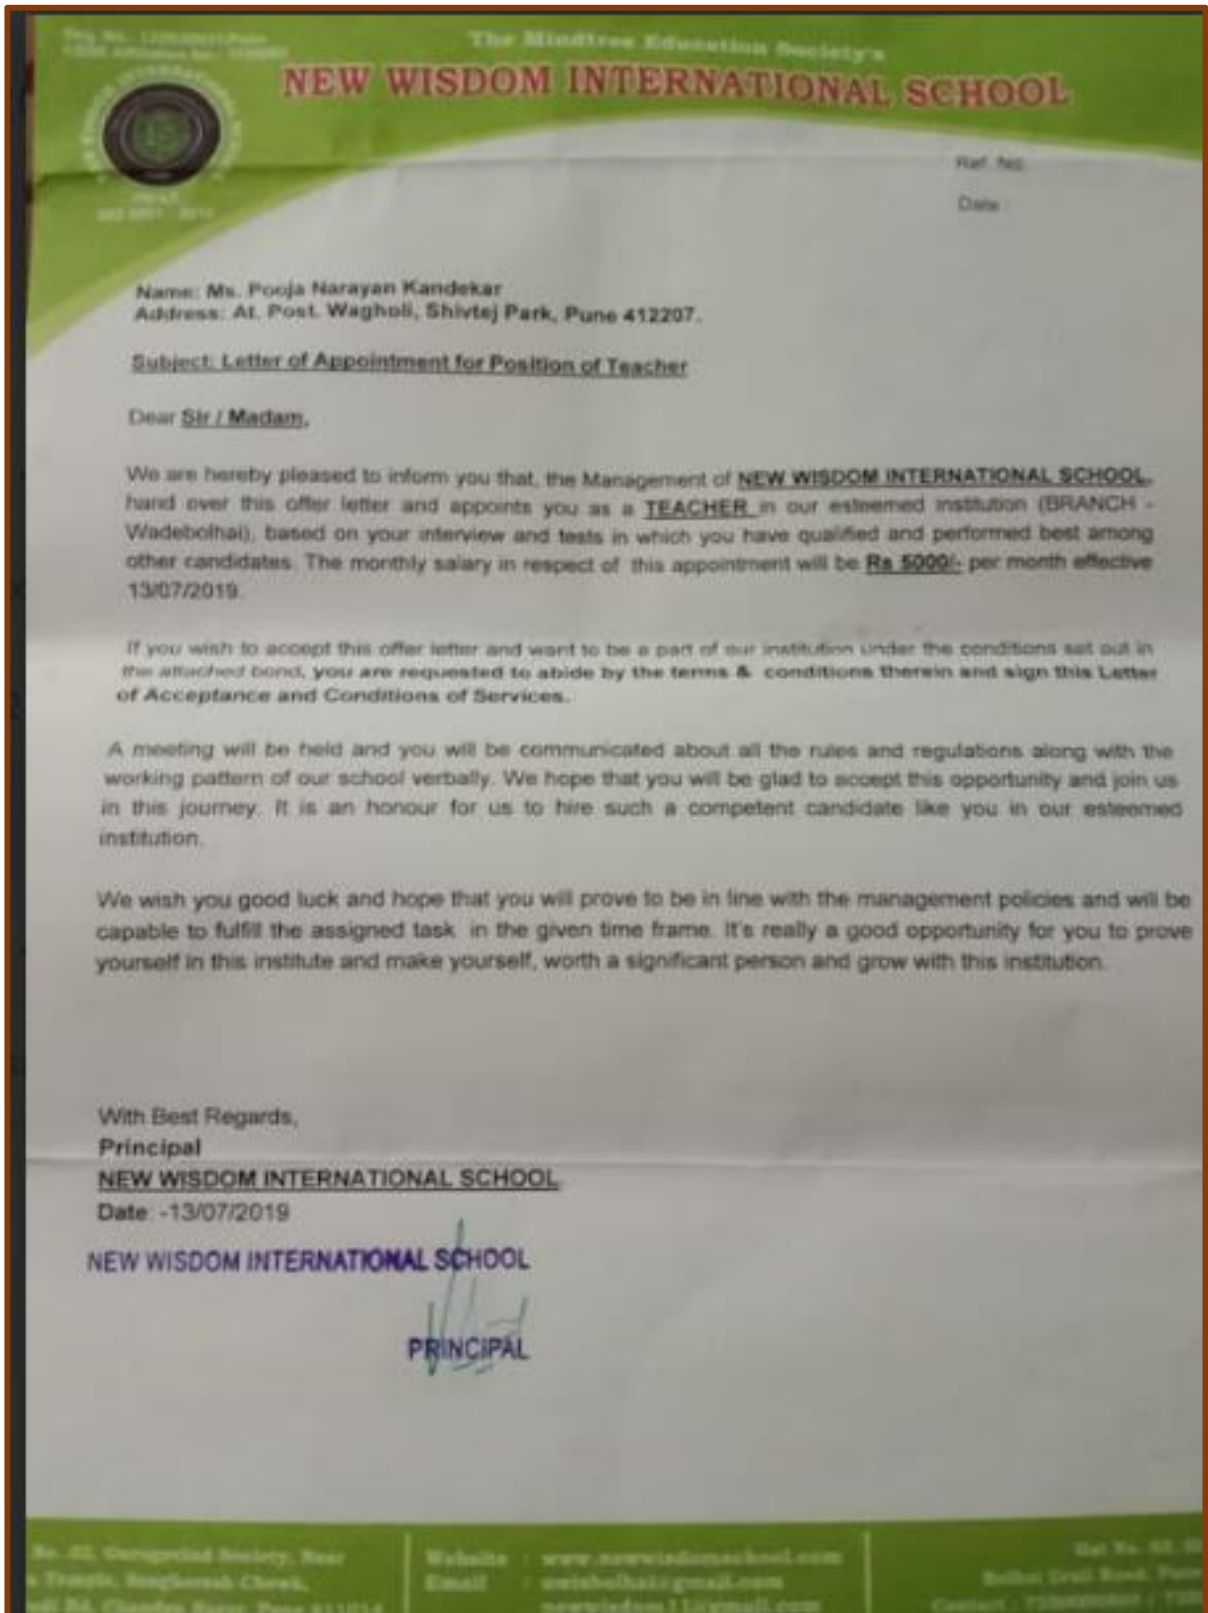 The Mindtree Education Society's
NEW WISDOM INTERNATIONAL SCHOOL
Ref. No.
Date :
Name: Ms. Pooja Narayan Kandekar
Address: At. Post. Wagholi, Shivtej Park, Pune 412207.
Subject: Letter of Appointment for Position of Teacher
Dear Sir / Madam,
We are hereby pleased to inform you that, the Management of NEW WISDOM INTERNATIONAL SCHOOL,
hand over this offer letter and appoints you as a TEACHER in our esteemed institution (BRANCH -
Wadebolhai), based on your interview and tests in which you have qualified and performed best among
other candidates. The monthly salary in respect of this appointment will be Rs 5000/- per month effective
13/07/2019.
If you wish to accept this offer letter and want to be a part of our institution under the conditions set out in
the attached bond, you are requested to abide by the terms & conditions therein and sign this Letter
of Acceptance and Conditions of Services.
A meeting will be held and you will be communicated about all the rules and regulations along with the
working pattern of our school verbally. We hope that you will be glad to accept this opportunity and join us
in this journey. It is an honour for us to hire such a competent candidate like you in our esteemed
institution.
We wish you good luck and hope that you will prove to be in line with the management policies and will be
capable to fulfill the assigned task in the given time frame. It's really a good opportunity for you to prove
yourself in this institute and make yourself, worth a significant person and grow with this institution.
With Best Regards,
Principal
NEW WISDOM INTERNATIONAL SCHOOL
Date: -13/07/2019
NEW WISDOM INTERNATIONAL SCHOOL
PRINCIPAL
Society, Near
Temple, Chowk,
Website : www.newwisdomschool.com
Email
Road,
Contact :